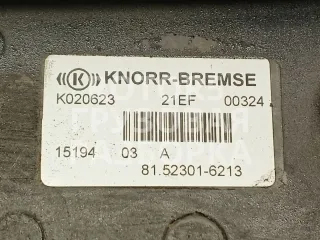 KNORR-BREMSE
K020623 21EF 00324
15194 03 A
81.52301-6213